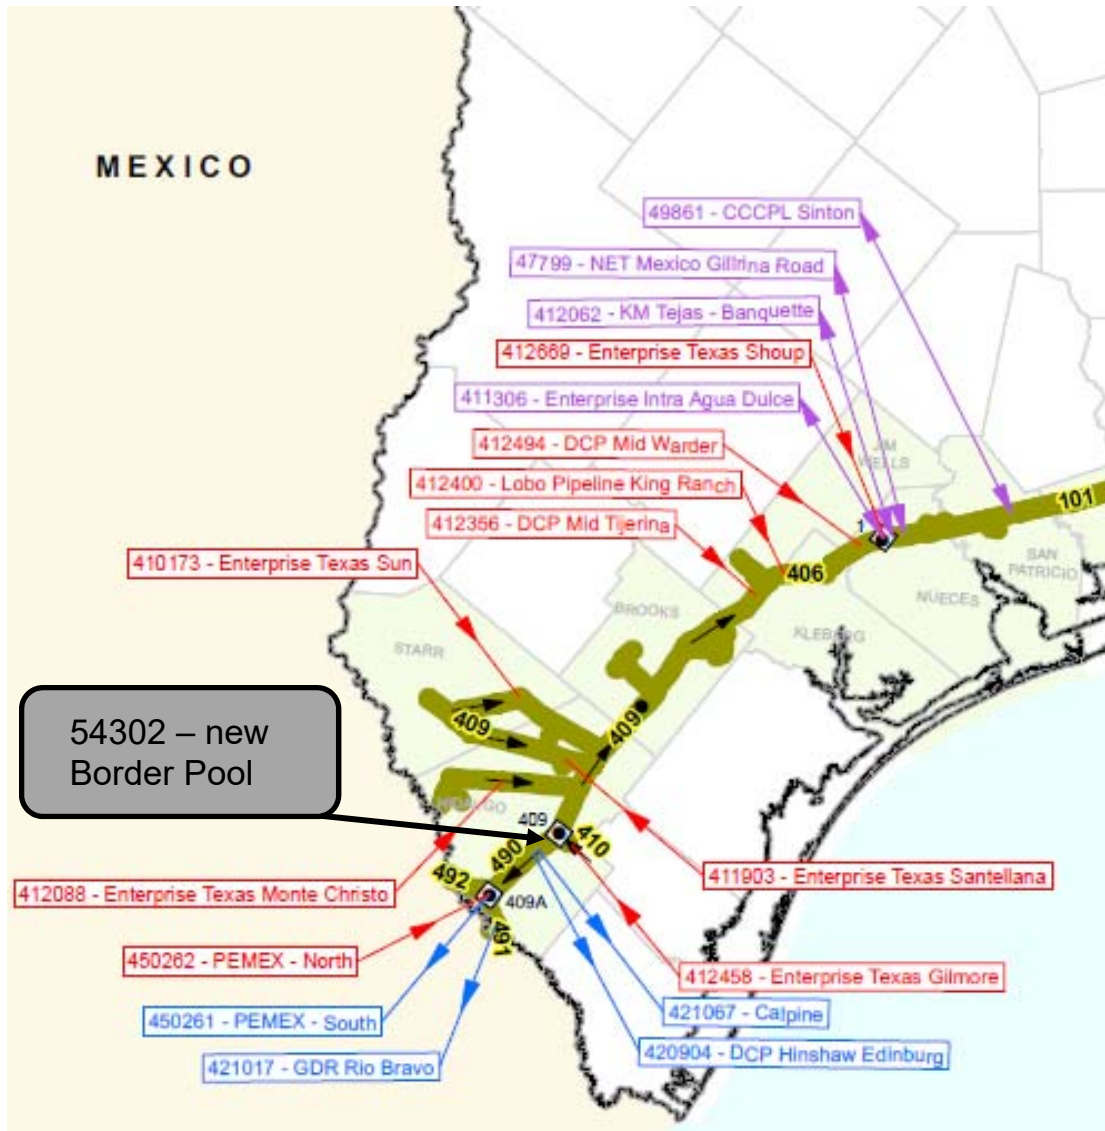 MEXICO
49861 - CCCPL Sinton
47799 - NET Mexico Gillrina Road
412062 - KM Tejas - Banquette
412669 - Enterprise Texas Shoup
411306 - Enterprise Intra Agua Dulce
412494 - DCP Mid Warder
JIM
WELLS
412400 - Lobo Pipeline King Ranch
101
412356 - DCP Mid Tijerina
1
410173 - Enterprise Texas Sun
406
SAN
PATRICIO
BROOKS
NUECES
KLEBERG
STARR
54302 – new
Border Pool
409
409
HIDALGO
409
410
490
492
409A
491
411903 - Enterprise Texas Santellana
412088 - Enterprise Texas Monte Christo
450262 - PEMEX - North
412458 - Enterprise Texas Gilmore
450261 - PEMEX - South
421067 - Calpine
421017 - GDR Rio Bravo
420904 - DCP Hinshaw Edinburg